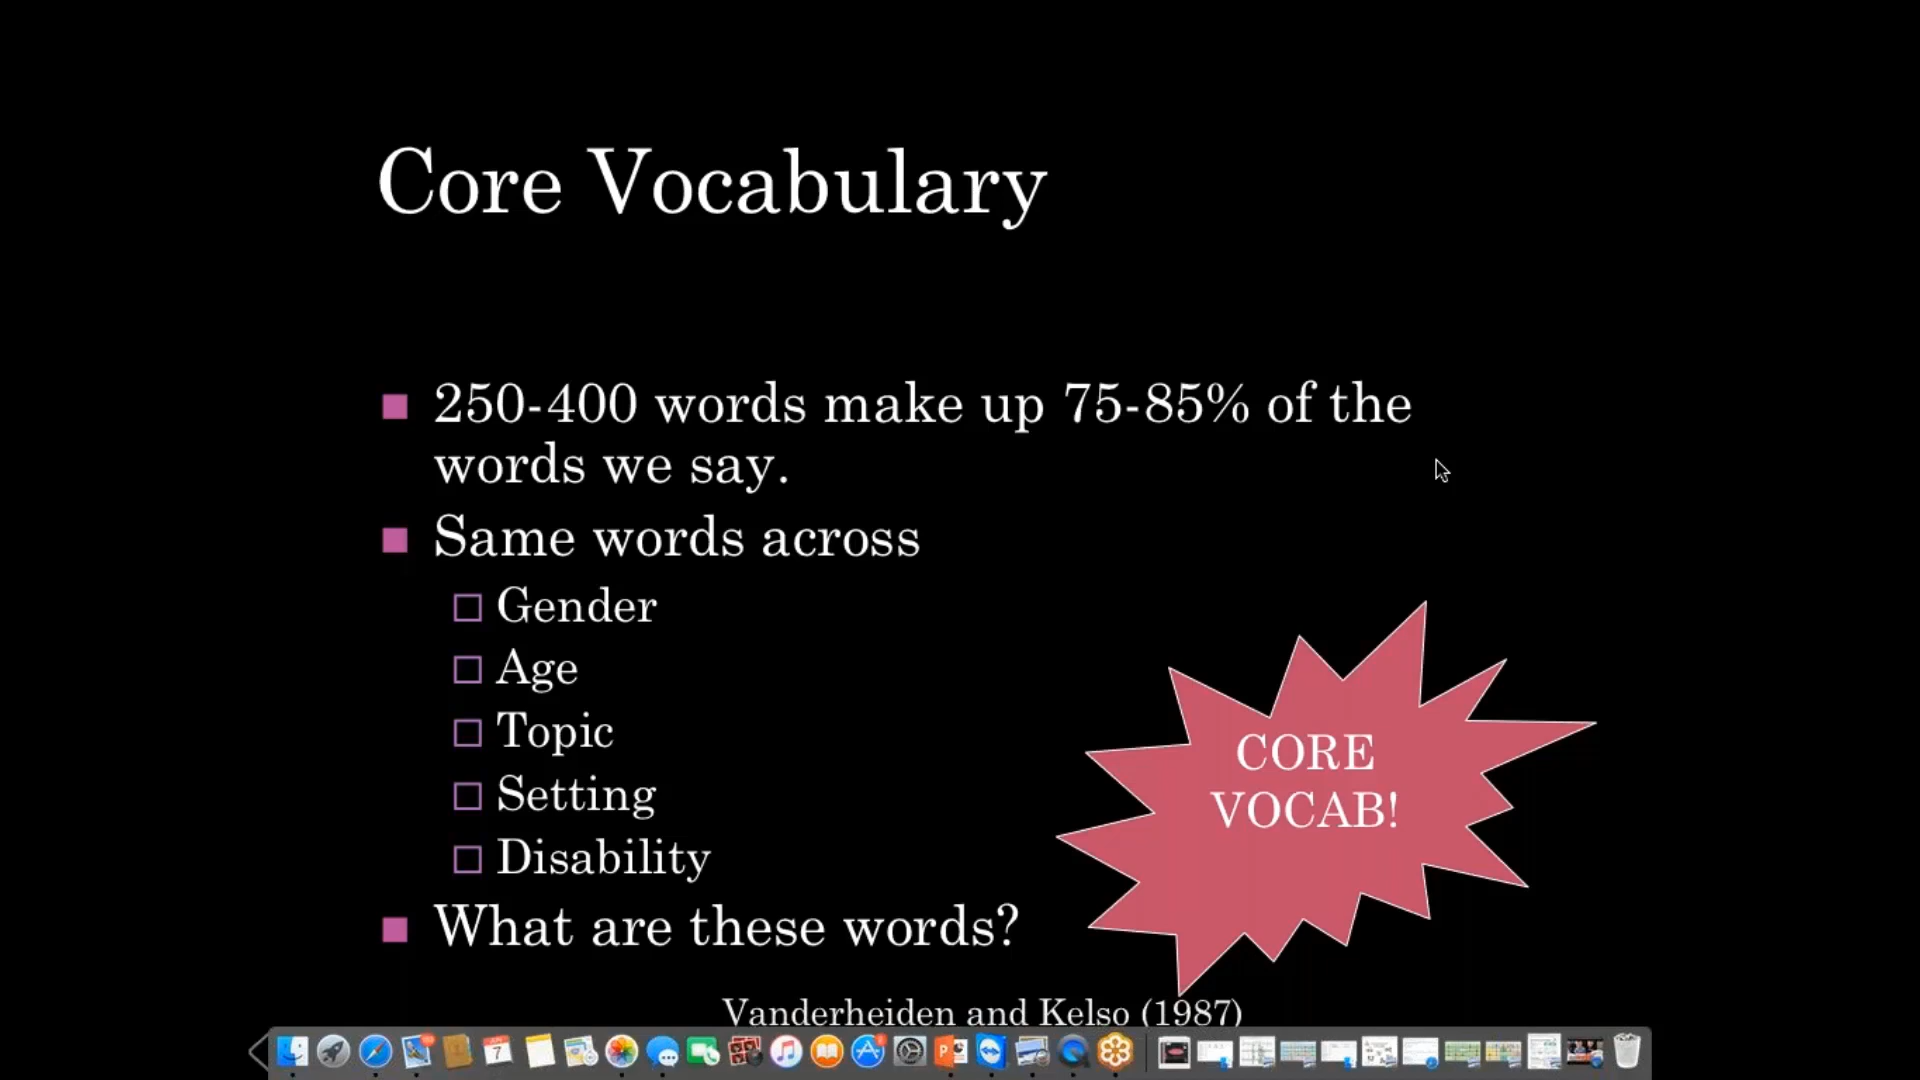 Core Vocabulary
250-400 words make up 75-85% of the
words we say.
Same words across
Gender
Age
Topic
Setting
Disability
What are these words?
CORE
VOCAB!
Vanderheiden and Kelso (1987)
7